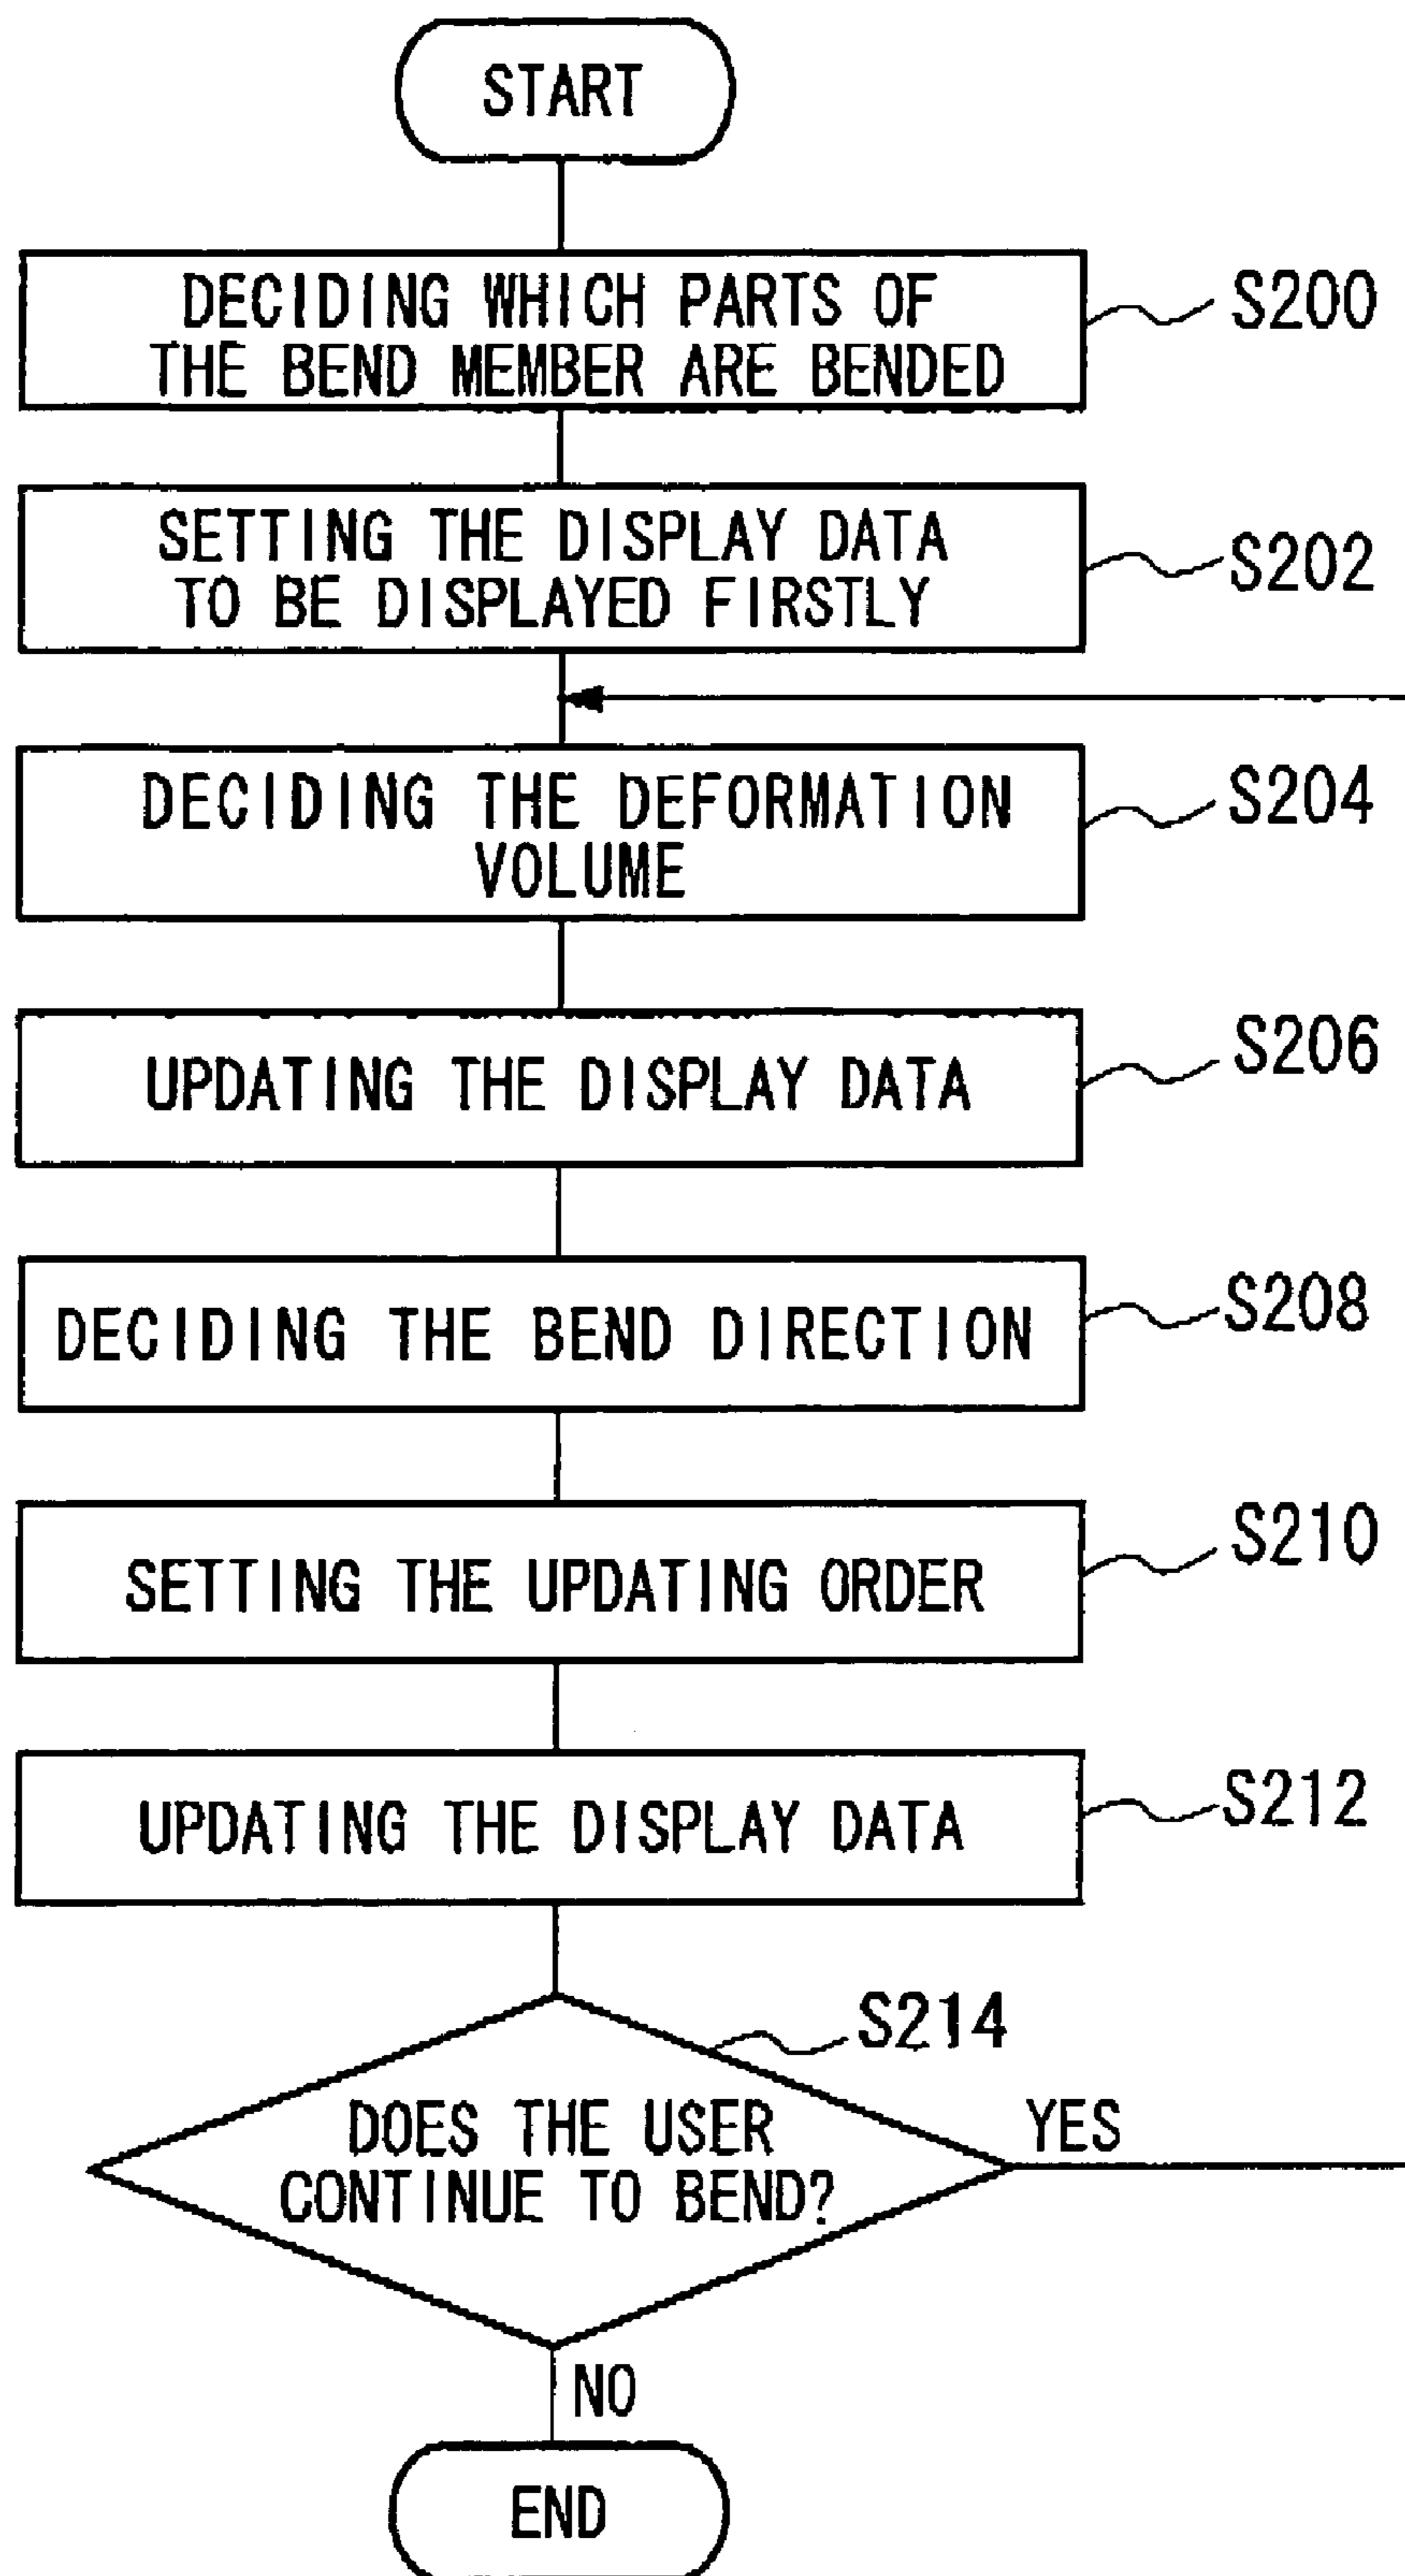 START
DECIDING WHICH PARTS OF
THE BEND MEMBER ARE BENDED
S200
SETTING THE DISPLAY DATA
TO BE DISPLAYED FIRSTLY
S202
DECIDING THE DEFORMATION
VOLUME
S204
UPDATING THE DISPLAY DATA
S206
DECIDING THE BEND DIRECTION
S208
SETTING THE UPDATING ORDER
S210
UPDATING THE DISPLAY DATA
S212
S214
DOES THE USER
CONTINUE TO BEND?
YES
NO
END